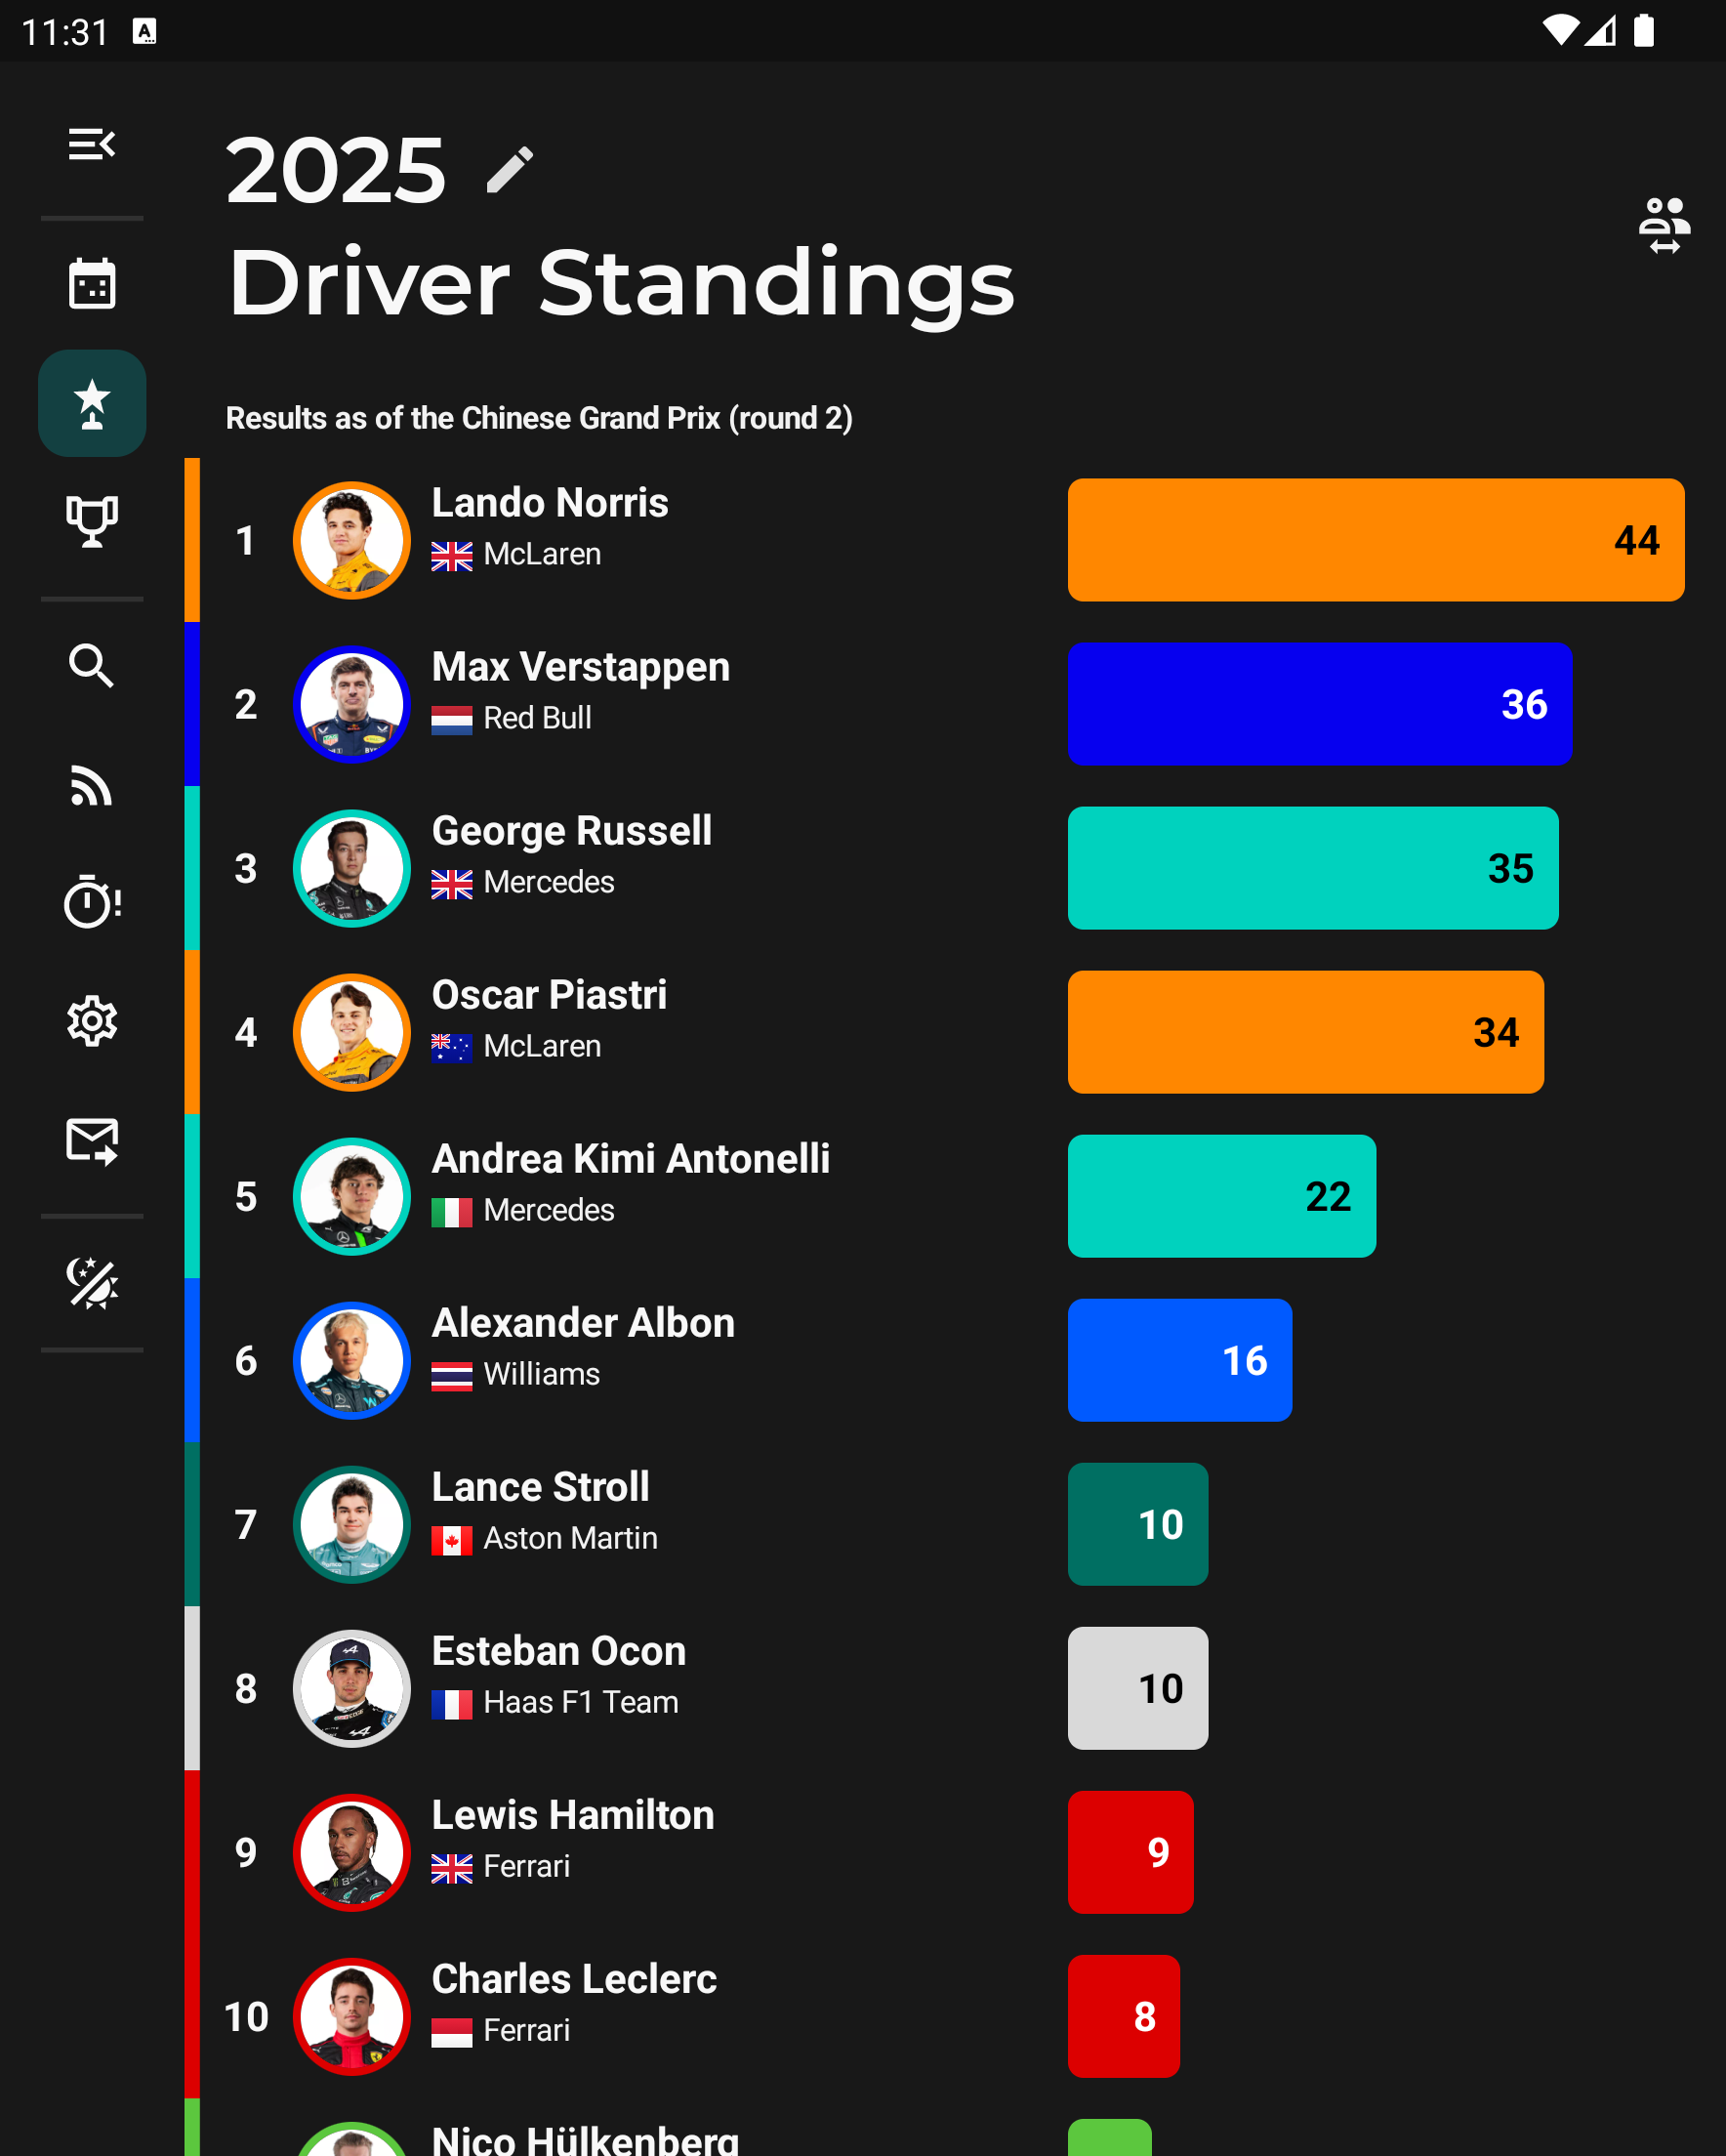 11:31
2025
Driver Standings
Results as of the Chinese Grand Prix (round 2)
1
Lando Norris
McLaren
44
2
Max Verstappen
Red Bull
36
3
George Russell
Mercedes
35
4
Oscar Piastri
McLaren
34
5
Andrea Kimi Antonelli
Mercedes
22
6
Alexander Albon
Williams
16
7
Lance Stroll
Aston Martin
10
8
Esteban Ocon
Haas F1 Team
10
9
Lewis Hamilton
Ferrari
9
10
Charles Leclerc
Ferrari
8
Nico Hülkenberg